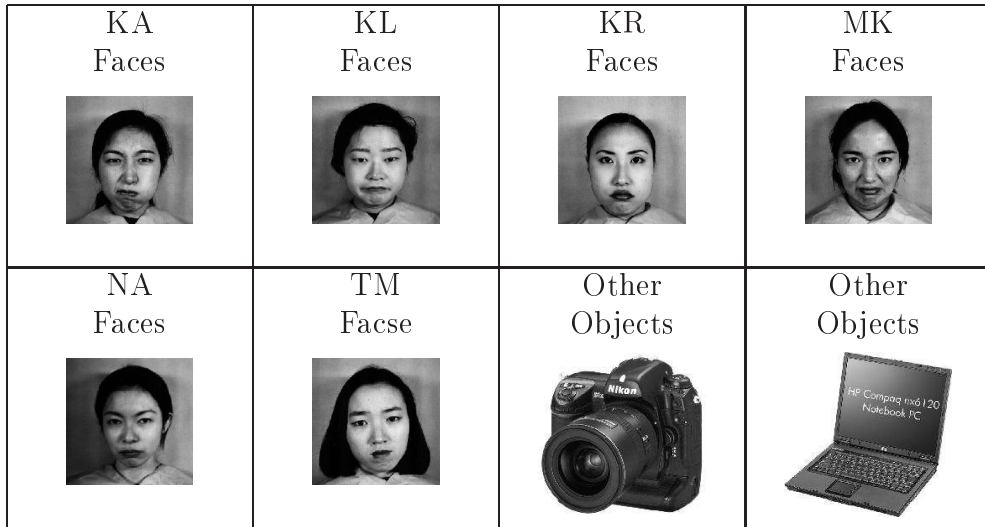 KA
Faces
KL
Faces
KR
Faces
MK
Faces
NA
Faces
TM
Facse
Other
Objects
Nikon
Other
Objects
HP Compaq nx6120
Notebook PC